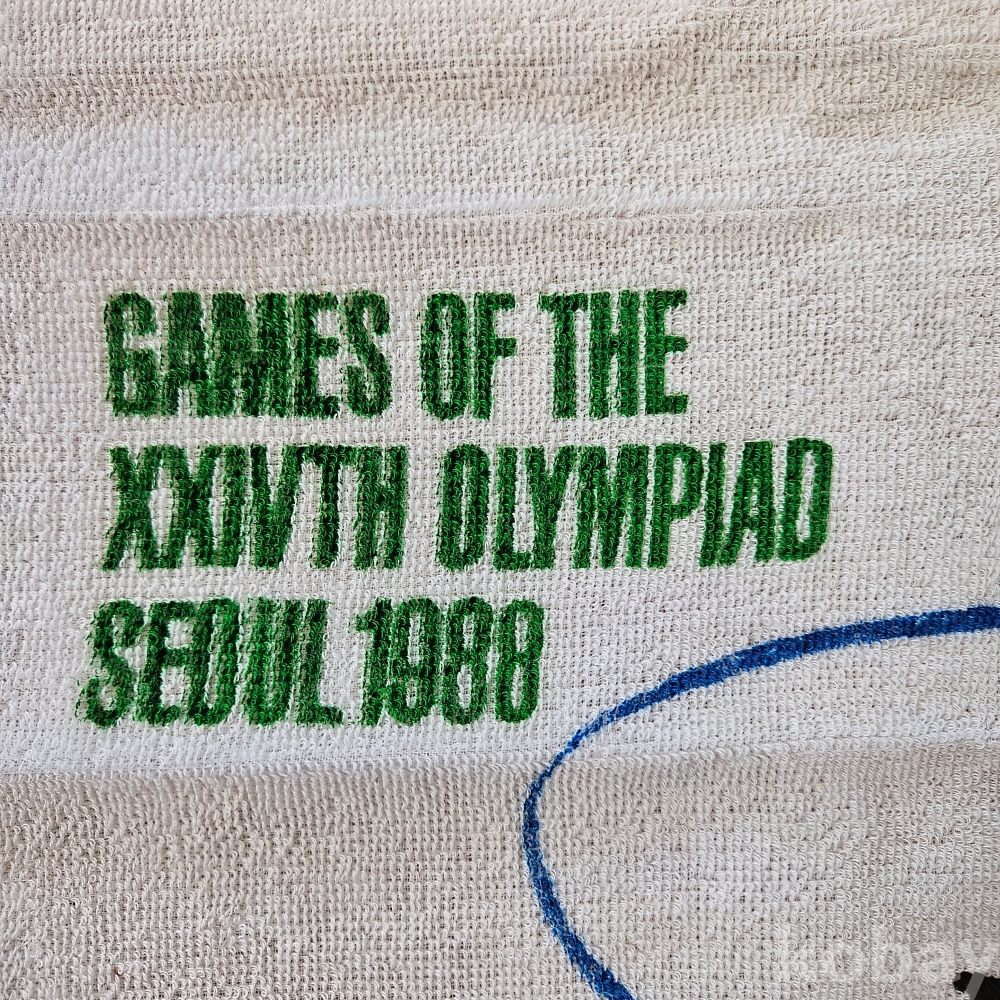 GAMES OF THE
XXIVTH OLYMPIAD
SEOUL 1988